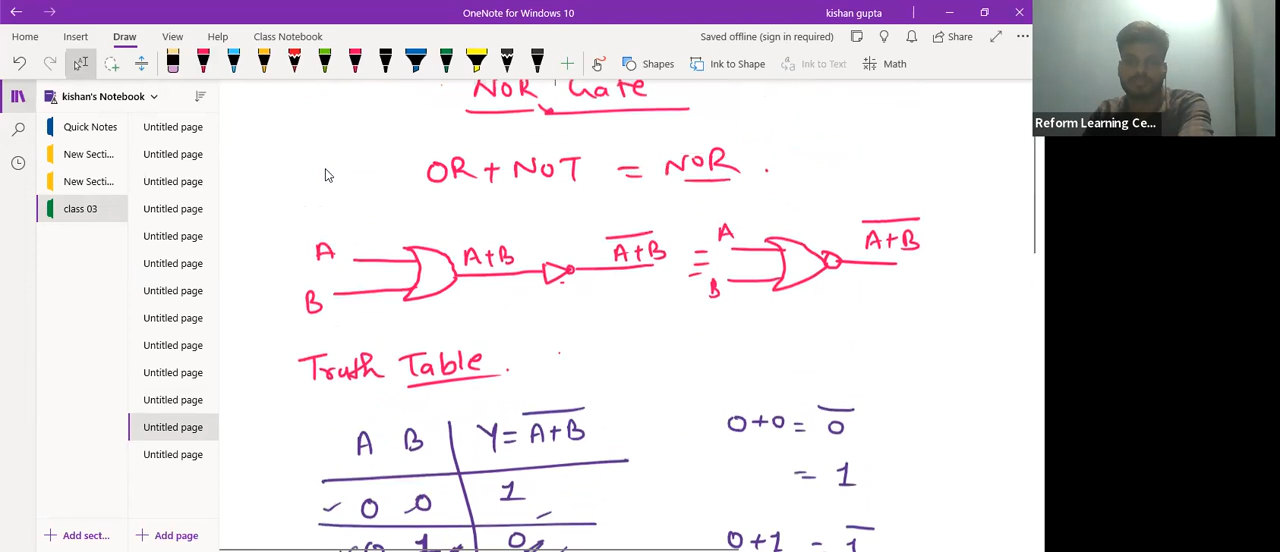 OneNote for Windows 10
kishan gupta
Home Insert Draw View Help Class Notebook
Saved offline (sign in required)
Share
Shapes
Ink to Shape
Ink to Text
Math
kishan's Notebook
Quick Notes
New Secti...
New Secti...
class 03
Untitled page
Untitled page
Untitled page
Untitled page
Untitled page
Untitled page
Untitled page
Untitled page
Untitled page
Untitled page
Untitled page
Untitled page
Untitled page
Add sect...
Add page
Reform Learning Ce...
NOR Gate
OR + NOT = NOR.
A
B
A+B
A̅+̅B̅
≡
A
B
A̅+̅B̅
Truth Table.
A B Y = A̅+̅B̅
0 0 1
0 1 0
0+0 = 0̅
= 1
0+1 = 1̅